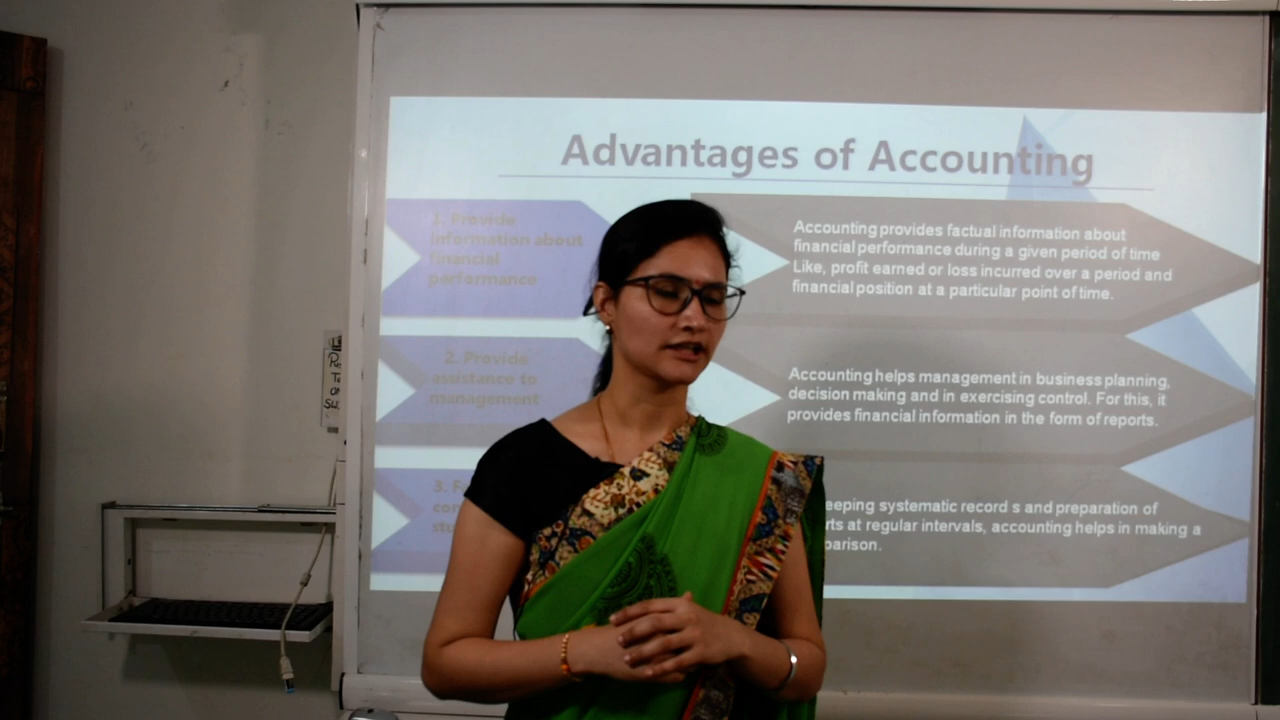 Advantages of Accounting
1. Provide
information about
financial
performance
Accounting provides factual information about
financial performance during a given period of time
Like, profit earned or loss incurred over a period and
financial position at a particular point of time.
2. Provide
assistance to
management
Accounting helps management in business planning,
decision making and in exercising control. For this, it
provides financial information in the form of reports.
3.
eeping systematic record s and preparation of
rts at regular intervals, accounting helps in making a
parison.